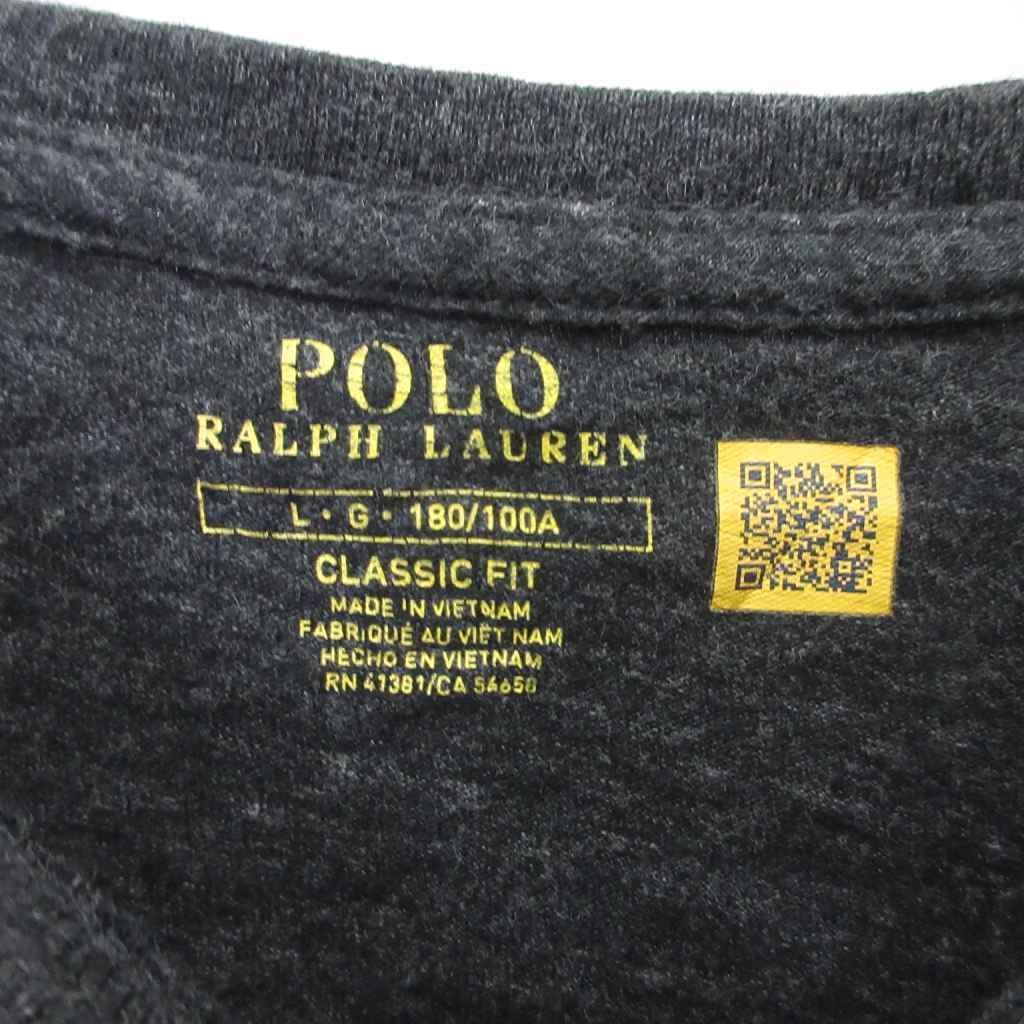 POLO
RALPH LAUREN
L • G • 180/100A
CLASSIC FIT
MADE IN VIETNAM
FABRIQUÉ AU VIÊT NAM
HECHO EN VIETNAM
RN 41381/CA 54650